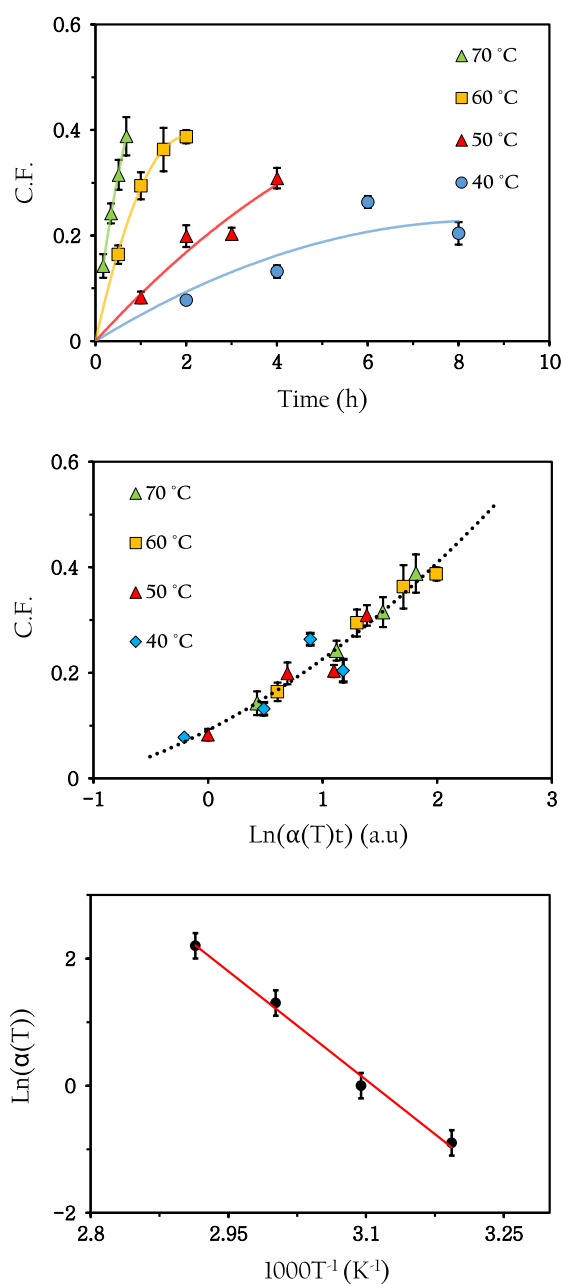 0.6
0.4
0.2
0
C.F.
70 °C
60 °C
50 °C
40 °C
0 2 4 6 8 10
Time (h)
0.6
0.4
0.2
0
C.F.
70 °C
60 °C
50 °C
40 °C
−1 0 1 2 3
Ln(α(T)t) (a.u)
2
0
−2
Ln(α(T))
2.8 2.95 3.1 3.25
1000T⁻¹ (K⁻¹)